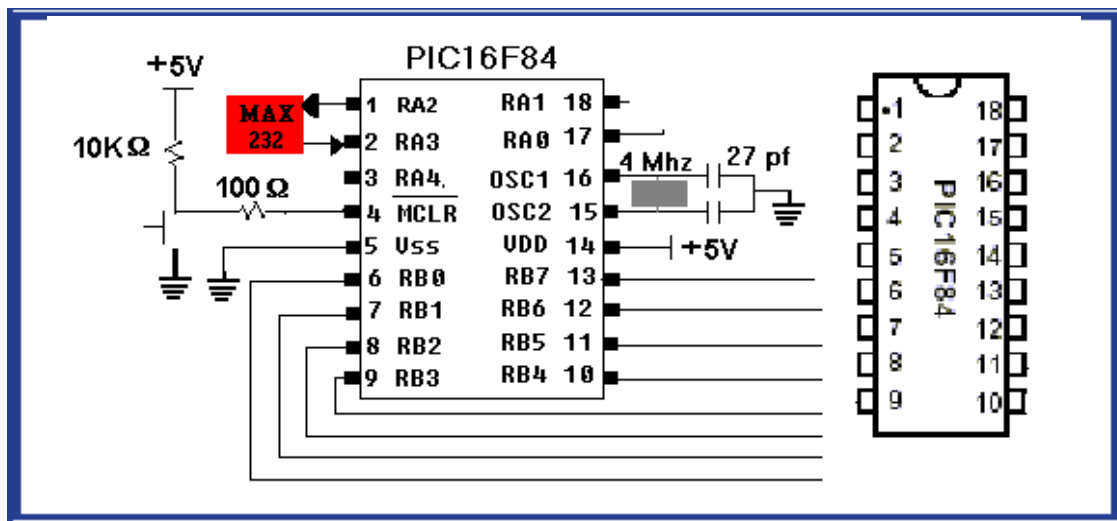 PIC16F84
+5V
MAX
232
10KΩ
100 Ω
1 RA2 RA1 18
2 RA3 RA0 17
3 RA4. OSC1 16
4 MCLR OSC2 15
5 Vss VDD 14
6 RB0 RB7 13
7 RB1 RB6 12
8 RB2 RB5 11
9 RB3 RB4 10
4 Mhz 27 pf
+5V
1 18
2 17
3 16
4 15
5 14
6 13
7 12
8 11
9 10
PIC16F84